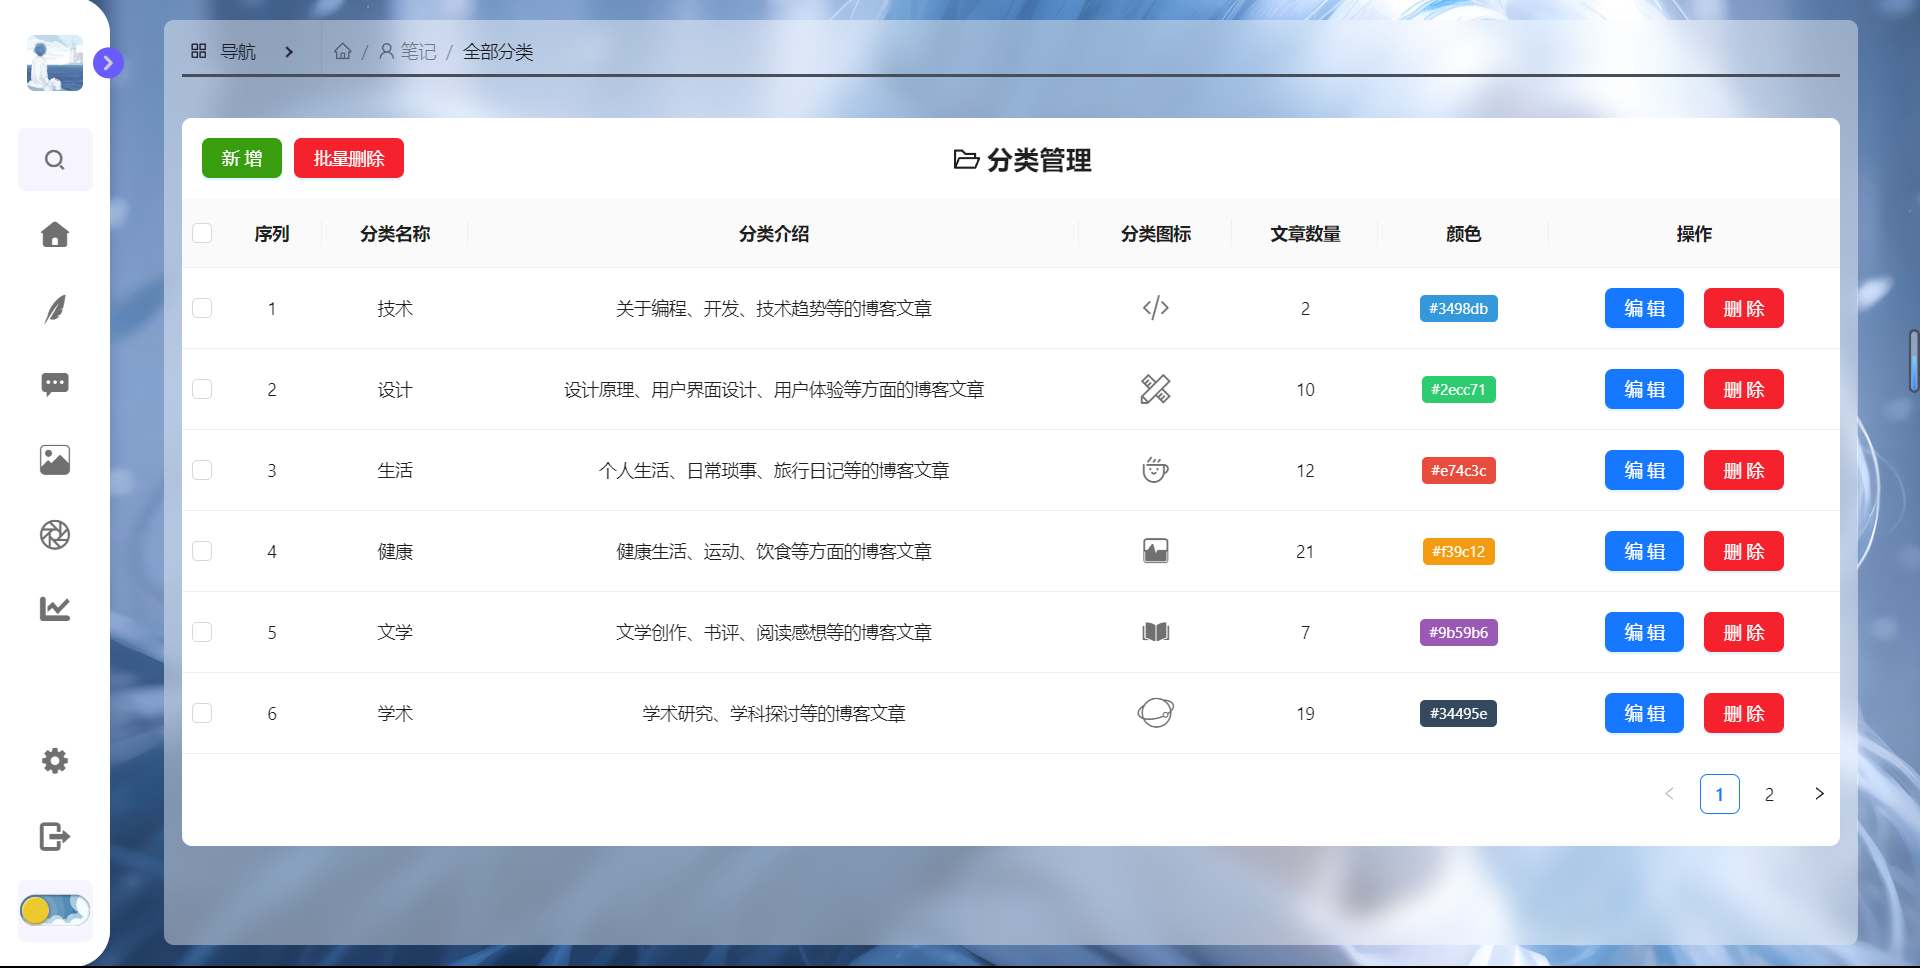 导航 / 笔记 / 全部分类
新 增 批量删除 分类管理
序列 分类名称 分类介绍 分类图标 文章数量 颜色 操作
1 技术 关于编程、开发、技术趋势等的博客文章 2 #3498db 编 辑 删 除
2 设计 设计原理、用户界面设计、用户体验等方面的博客文章 10 #2ecc71 编 辑 删 除
3 生活 个人生活、日常琐事、旅行日记等的博客文章 12 #e74c3c 编 辑 删 除
4 健康 健康生活、运动、饮食等方面的博客文章 21 #f39c12 编 辑 删 除
5 文学 文学创作、书评、阅读感想等的博客文章 7 #9b59b6 编 辑 删 除
6 学术 学术研究、学科探讨等的博客文章 19 #34495e 编 辑 删 除
1 2